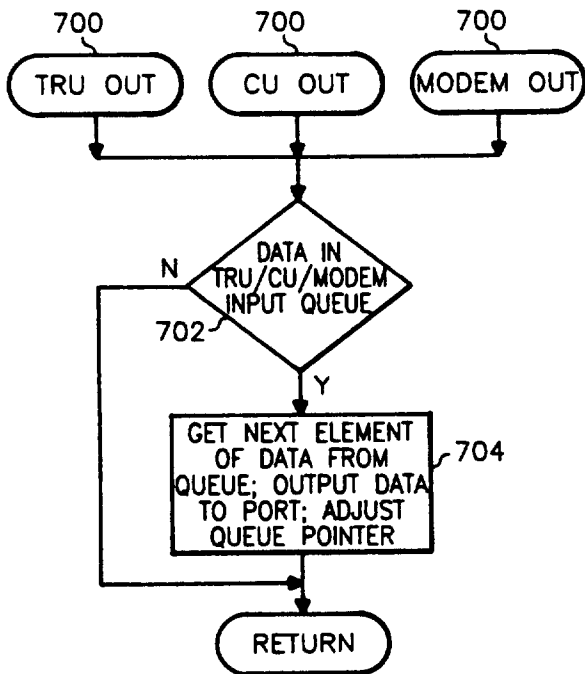 700 700 700
TRU OUT CU OUT MODEM OUT
DATA IN
N TRU/CU/MODEM
INPUT QUEUE
702
Y
GET NEXT ELEMENT
OF DATA FROM 704
QUEUE; OUTPUT DATA
TO PORT; ADJUST
QUEUE POINTER
RETURN